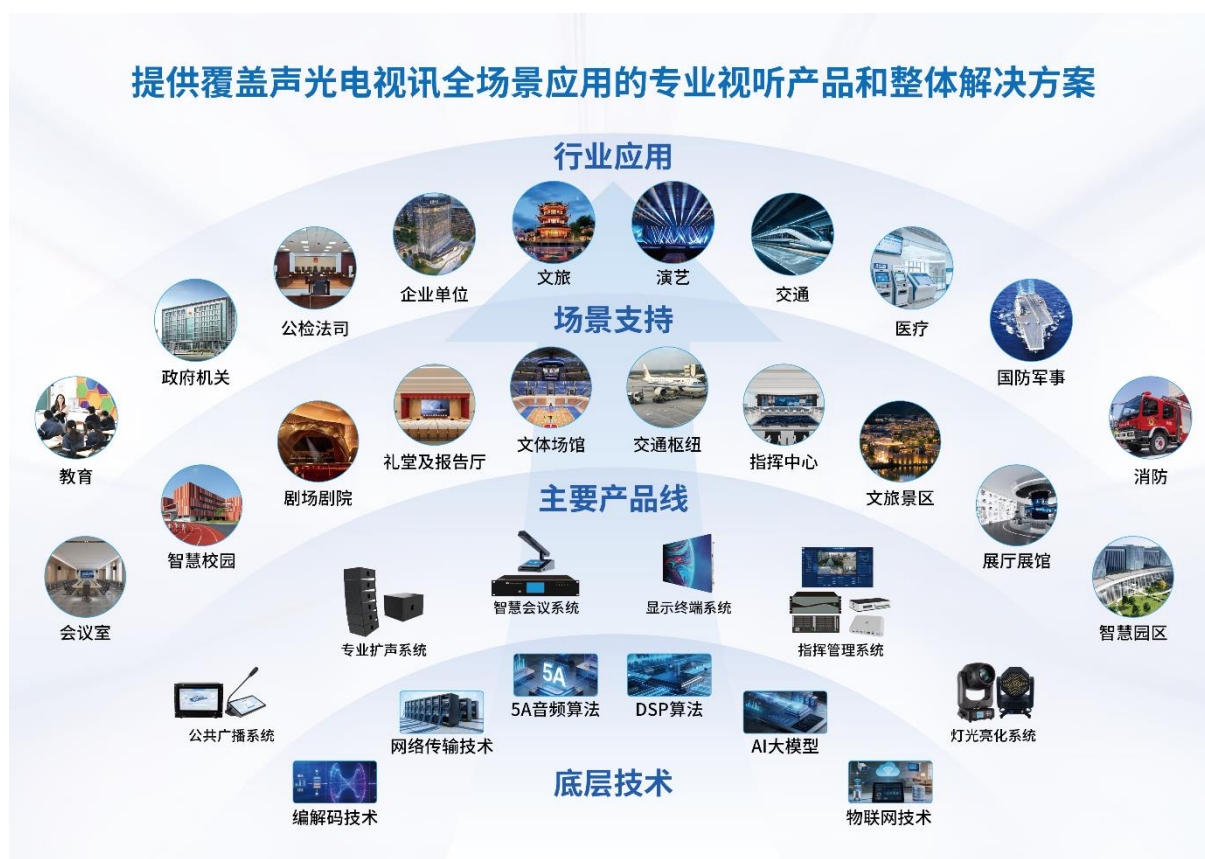 提供覆盖声光电视讯全场景应用的专业视听产品和整体解决方案
行业应用
教育
政府机关
公检法司
企业单位
文旅
演艺
交通
医疗
国防军事
消防
场景支持
会议室
智慧校园
剧场剧院
礼堂及报告厅
文体场馆
交通枢纽
指挥中心
文旅景区
展厅展馆
智慧园区
主要产品线
公共广播系统
专业扩声系统
智慧会议系统
显示终端系统
指挥管理系统
灯光亮化系统
5A
编解码技术
网络传输技术
5A音频算法
DSP算法
AI大模型
物联网技术
底层技术